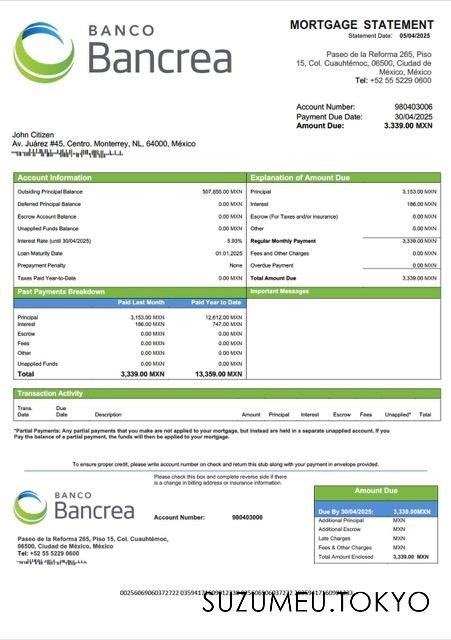 BANCO
Bancrea
MORTGAGE STATEMENT
Statement Date: 05/04/2025
Paseo de la Reforma 265, Piso
15, Col. Cuauhtémoc, 06500, Ciudad de
México, México
Tel: +52 55 5229 0600
Account Number: 980403006
Payment Due Date: 30/04/2025
Amount Due: 3.339.00 MXN
John Citizen
Av. Juárez #45, Centro. Monterrey, NL, 64000, México
Account Information
Outsiding Principal Balance 507,655.00 MZN
Deferred Principal Balance 0.00 MXN
Escrow Account Balance 0.00 MXN
Unapplied Funds Balance 0.00 MXN
Interest Rate (until 30/04/2025) 5.93%
Loan Maturity Date 01.01.2025
Prepayment Penalty None
Taxes Paid Year-to-Date 0.00 MXN
Explanation of Amount Due
Principal 3,153.00 MXN
Interest 186.00 MXN
Escrow (For Taxes and/or insurance) 0.00 MXN
Other 0.00 MXN
Regular Monthly Payment 3,339.00 MXN
Fees and Other Charges 0.00 MXN
Overdue Payment 0.00 MXN
Total Amount Due 3,339.00 MXN
Past Payments Breakdown
Paid Last Month Paid Year to Date
Principal 3,153.00 MXN 12,612.00 MXN
Interest 186.00 MXN 747.00 MXN
Escrow 0.00 MXN 0.00 MXN
Fees 0.00 MXN 0.00 MXN
Other 0.00 MXN 0.00 MXN
Unapplied Funds 0.00 MXN 0.00 MXN
Total 3,339.00 MXN 13,359.00 MXN
Important Messages
Transaction Activity
Trans. Date Due Date Description Amount Principal Interest Escrow Fees Unapplied* Total
*Partial Payments: Any partial payments that you make are not applied to your mortgage, but instead are held in a separate unapplied account. If you
Pay the balance of a partial payment, the funds will then be applied to your mortgage.
To ensure proper credit, please write account number on check and return this stub along with your payment in envelope provided.
Please check this box and complete reverse side if there
is a change in billing address or insurance information.
BANCO
Bancrea
Account Number: 980403006
Paseo de la Reforma 265, Piso 15, Col. Cuauhtémoc,
06500, Ciudad de México, México
Tel: +52 55 5229 0600
Amount Due
Due By 30/04/2025: 3,339.00MXN
Additional Principal MXN
Additional Escrow MXN
Late Charges MXN
Fees & Other Charges MXN
Total Amount Enclosed 3,339.00 MXN
SUZUMEU.TOKYO